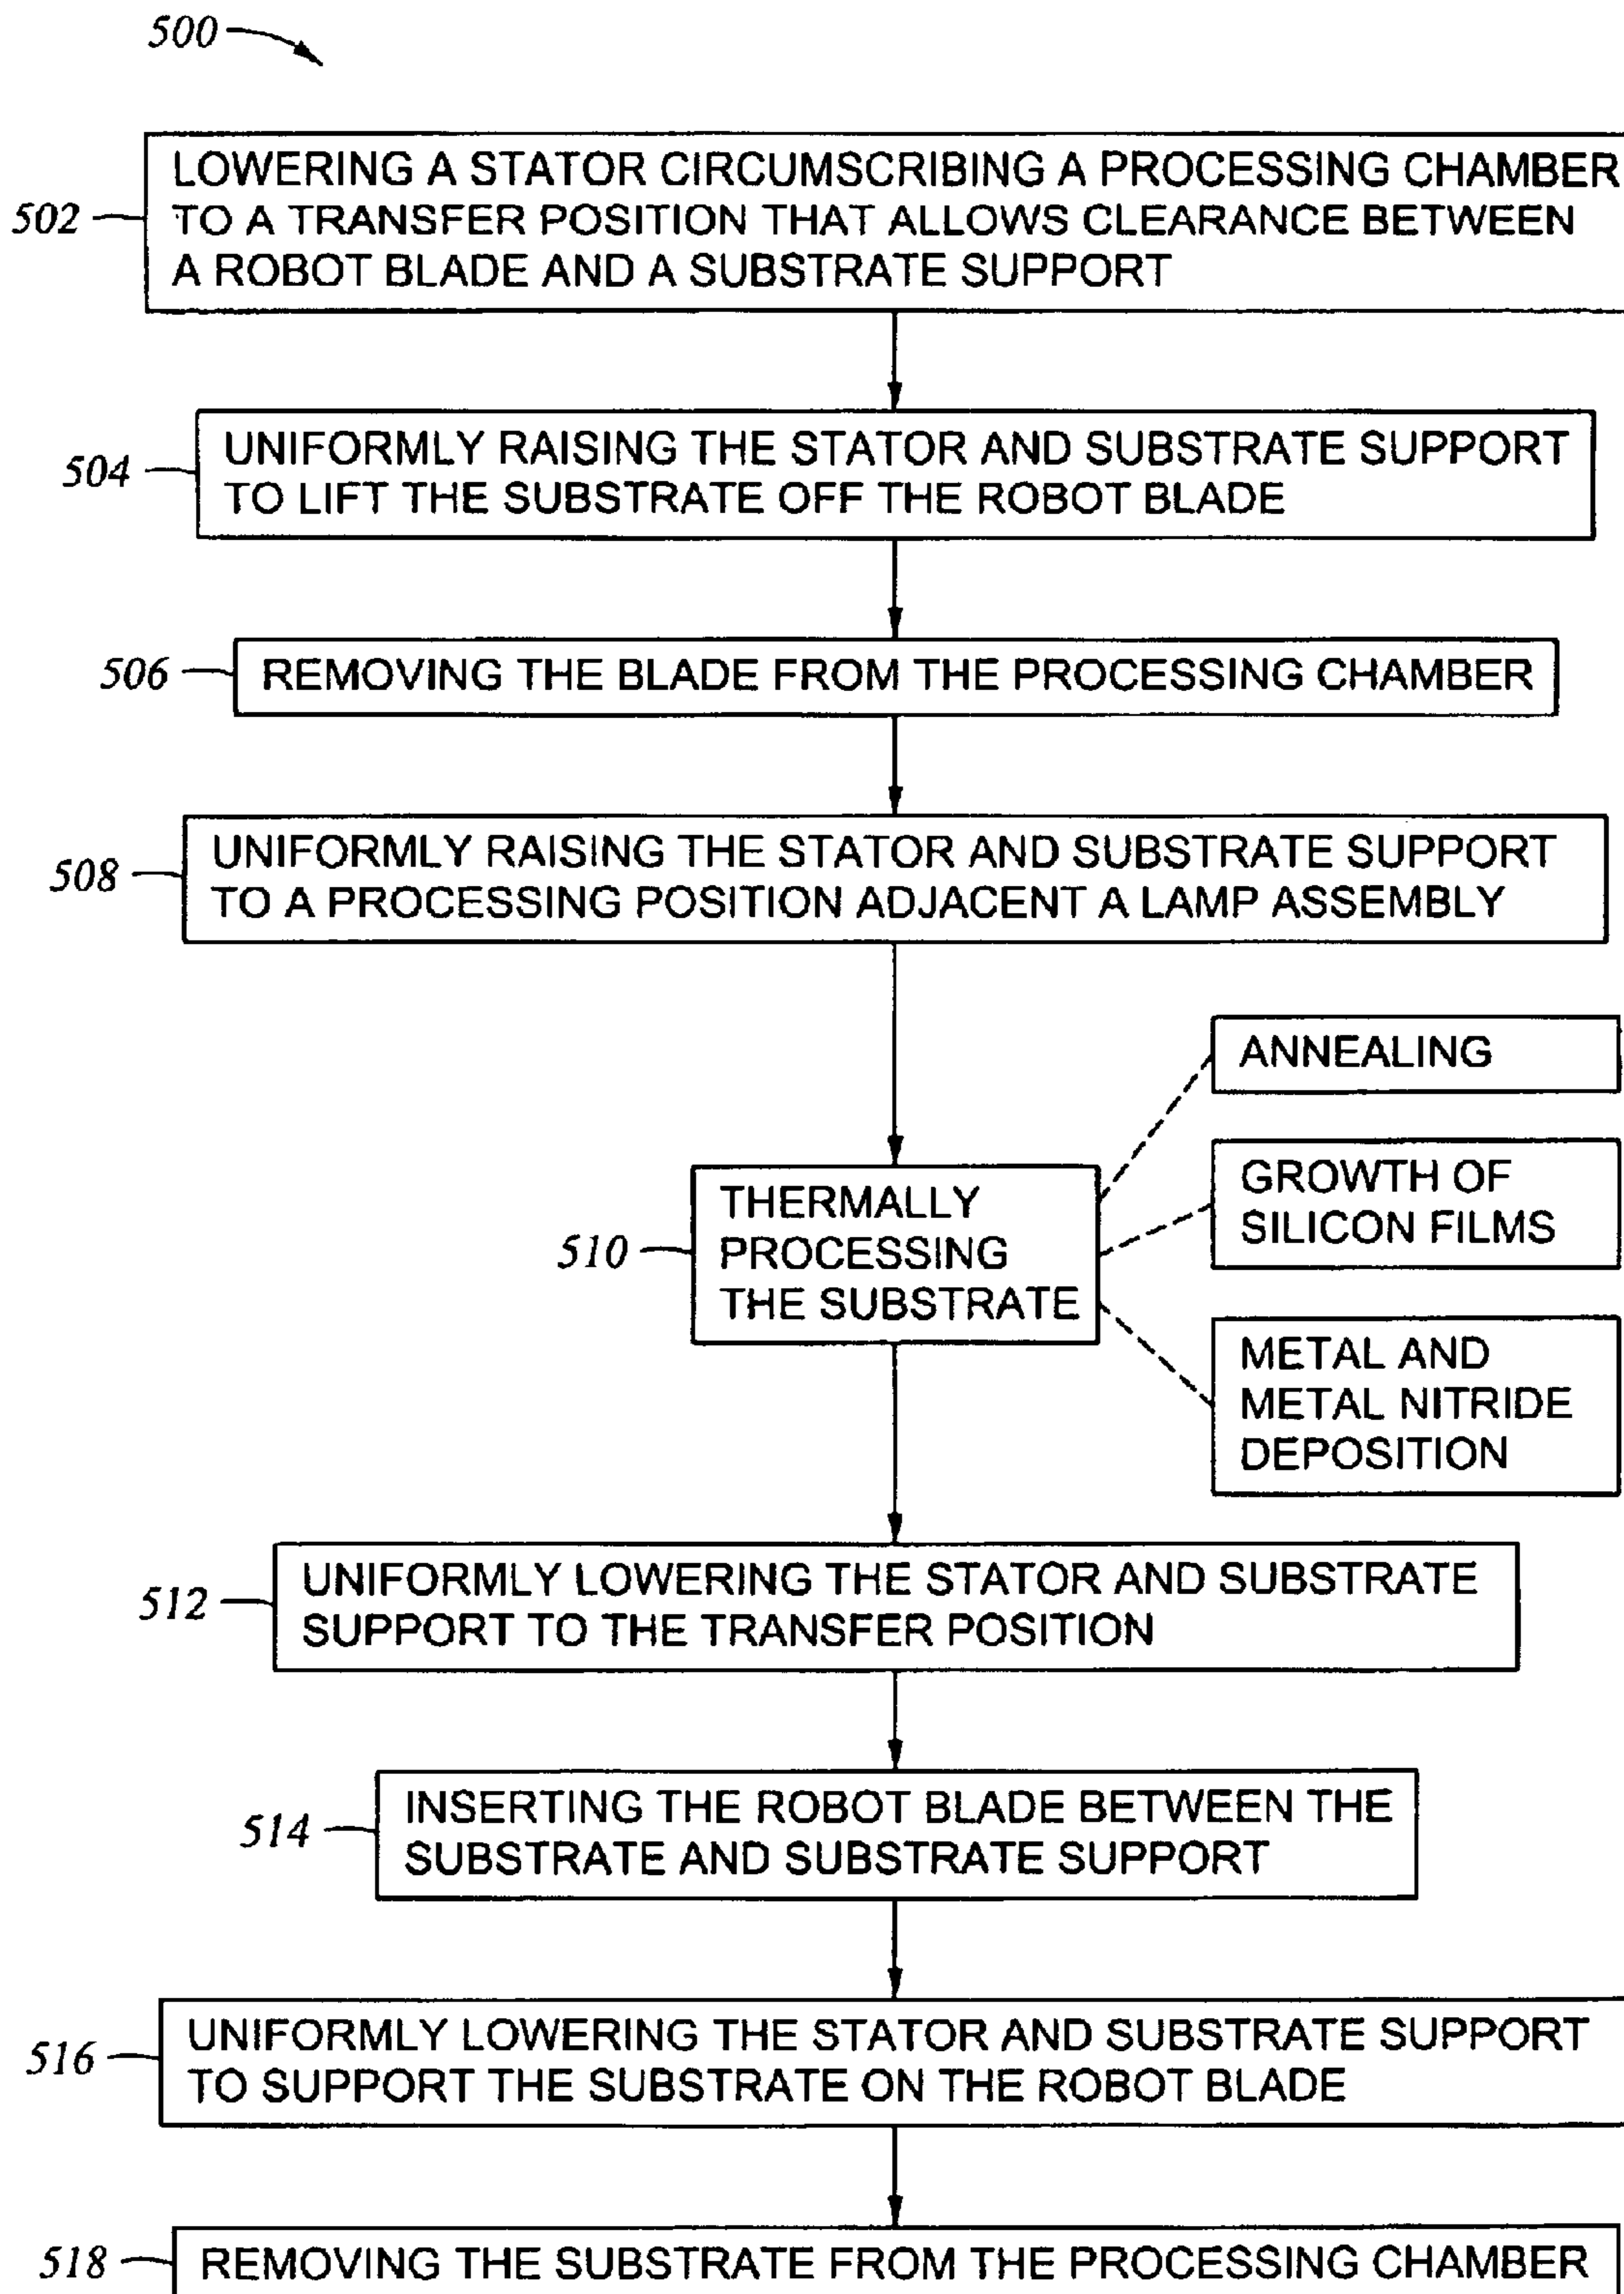 500
502
LOWERING A STATOR CIRCUMSCRIBING A PROCESSING CHAMBER
TO A TRANSFER POSITION THAT ALLOWS CLEARANCE BETWEEN
A ROBOT BLADE AND A SUBSTRATE SUPPORT
504
UNIFORMLY RAISING THE STATOR AND SUBSTRATE SUPPORT
TO LIFT THE SUBSTRATE OFF THE ROBOT BLADE
506
REMOVING THE BLADE FROM THE PROCESSING CHAMBER
508
UNIFORMLY RAISING THE STATOR AND SUBSTRATE SUPPORT
TO A PROCESSING POSITION ADJACENT A LAMP ASSEMBLY
510
THERMALLY
PROCESSING
THE SUBSTRATE
ANNEALING
GROWTH OF
SILICON FILMS
METAL AND
METAL NITRIDE
DEPOSITION
512
UNIFORMLY LOWERING THE STATOR AND SUBSTRATE
SUPPORT TO THE TRANSFER POSITION
514
INSERTING THE ROBOT BLADE BETWEEN THE
SUBSTRATE AND SUBSTRATE SUPPORT
516
UNIFORMLY LOWERING THE STATOR AND SUBSTRATE SUPPORT
TO SUPPORT THE SUBSTRATE ON THE ROBOT BLADE
518
REMOVING THE SUBSTRATE FROM THE PROCESSING CHAMBER